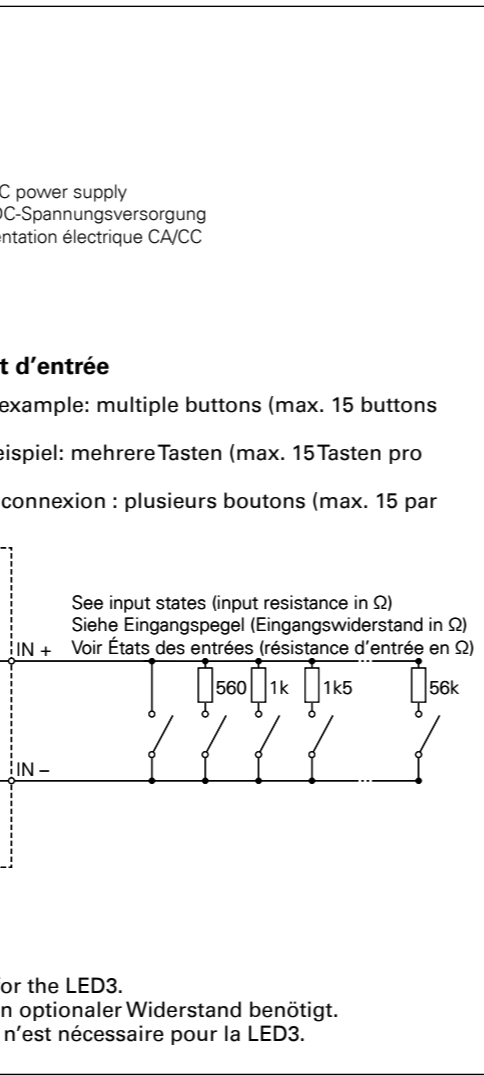 C power supply
DC-Spannungsversorgung
entation électrique CA/CC
t d’entrée
example: multiple buttons (max. 15 buttons
eispiel: mehrere Tasten (max. 15 Tasten pro
connexion : plusieurs boutons (max. 15 par
See input states (input resistance in Ω)
Siehe Eingangspegel (Eingangswiderstand in Ω)
IN + Voir États des entrées (résistance d’entrée en Ω)
560 1k 1k5 56k
IN –
for the LED3.
n optionaler Widerstand benötigt.
n’est nécessaire pour la LED3.